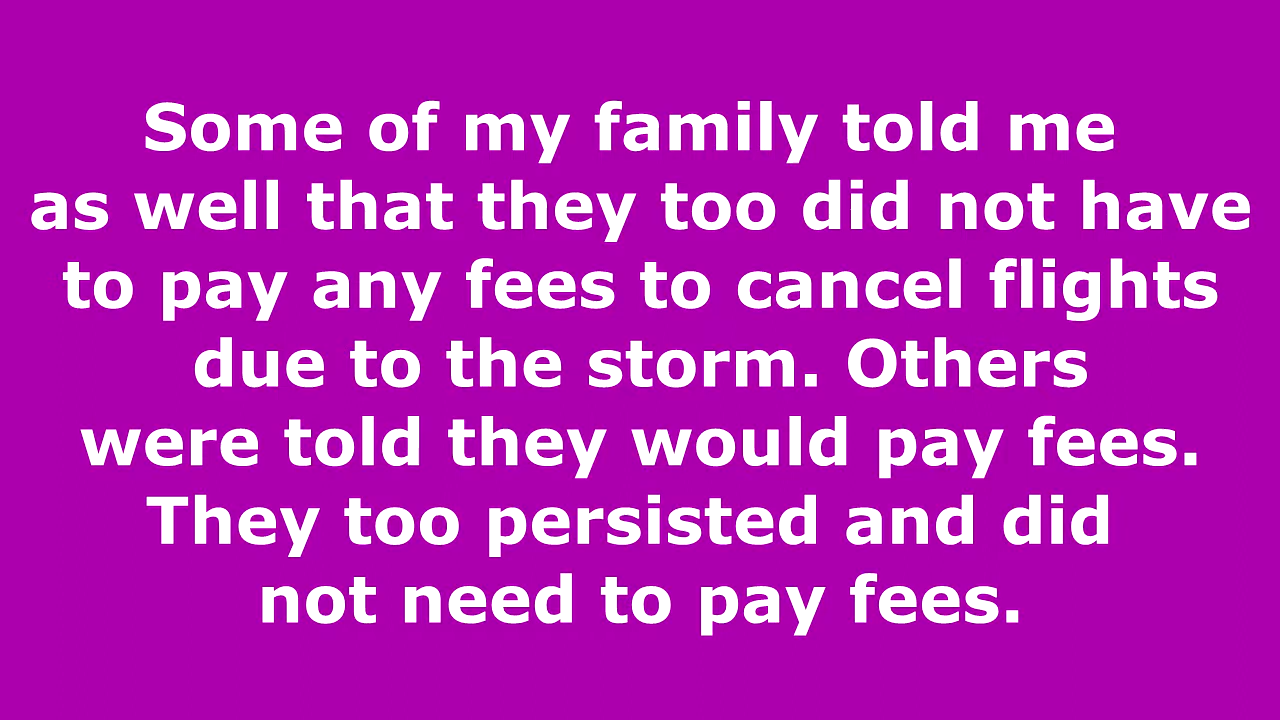 Some of my family told me
as well that they too did not have
to pay any fees to cancel flights
due to the storm. Others
were told they would pay fees.
They too persisted and did
not need to pay fees.